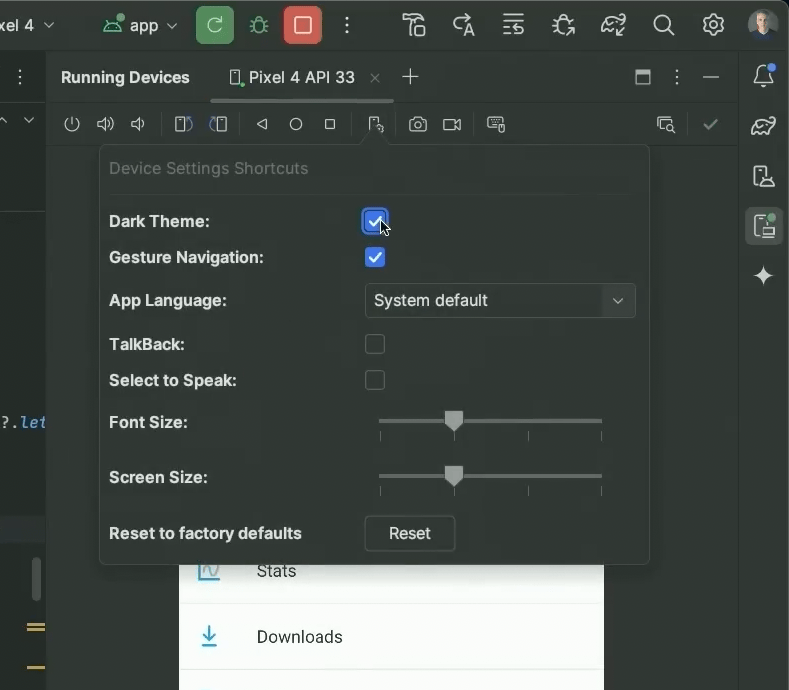 xel 4 app
Running Devices Pixel 4 API 33
Device Settings Shortcuts
Dark Theme:
Gesture Navigation:
App Language: System default
TalkBack:
Select to Speak:
?.let
Font Size:
Screen Size:
Reset to factory defaults Reset
Stats
Downloads